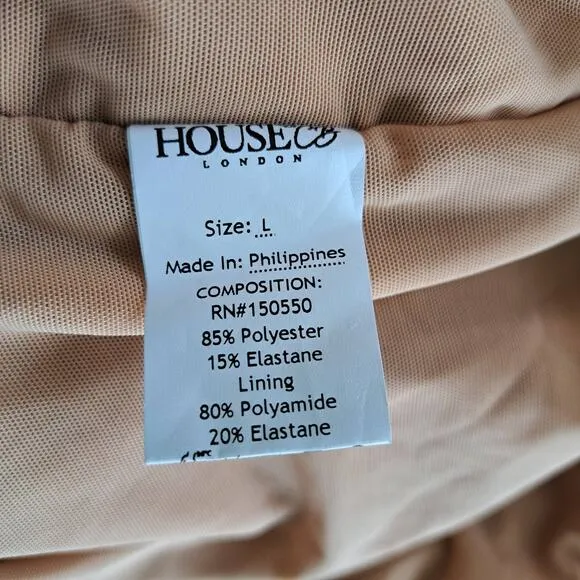 HOUSE CB
LONDON
Size: L
Made In: Philippines
COMPOSITION:
RN#150550
85% Polyester
15% Elastane
Lining
80% Polyamide
20% Elastane